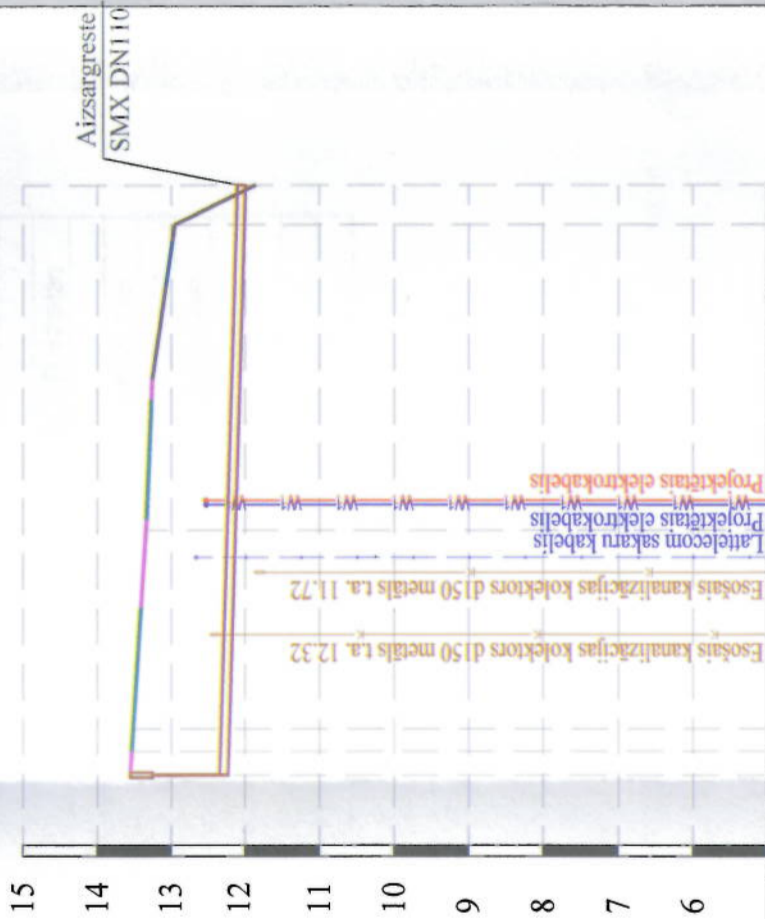 Aizsargreste
SMX DN110
Projektētais elektrokabelis
Projektētais elektrokabelis
Lattelecom sakaru kabelis
Esošais kanalizācijas kolektors d150 metāls t.a. 11.72
Esošais kanalizācijas kolektors d150 metāls t.a. 12.32
15
14
13
12
11
10
9
8
7
6